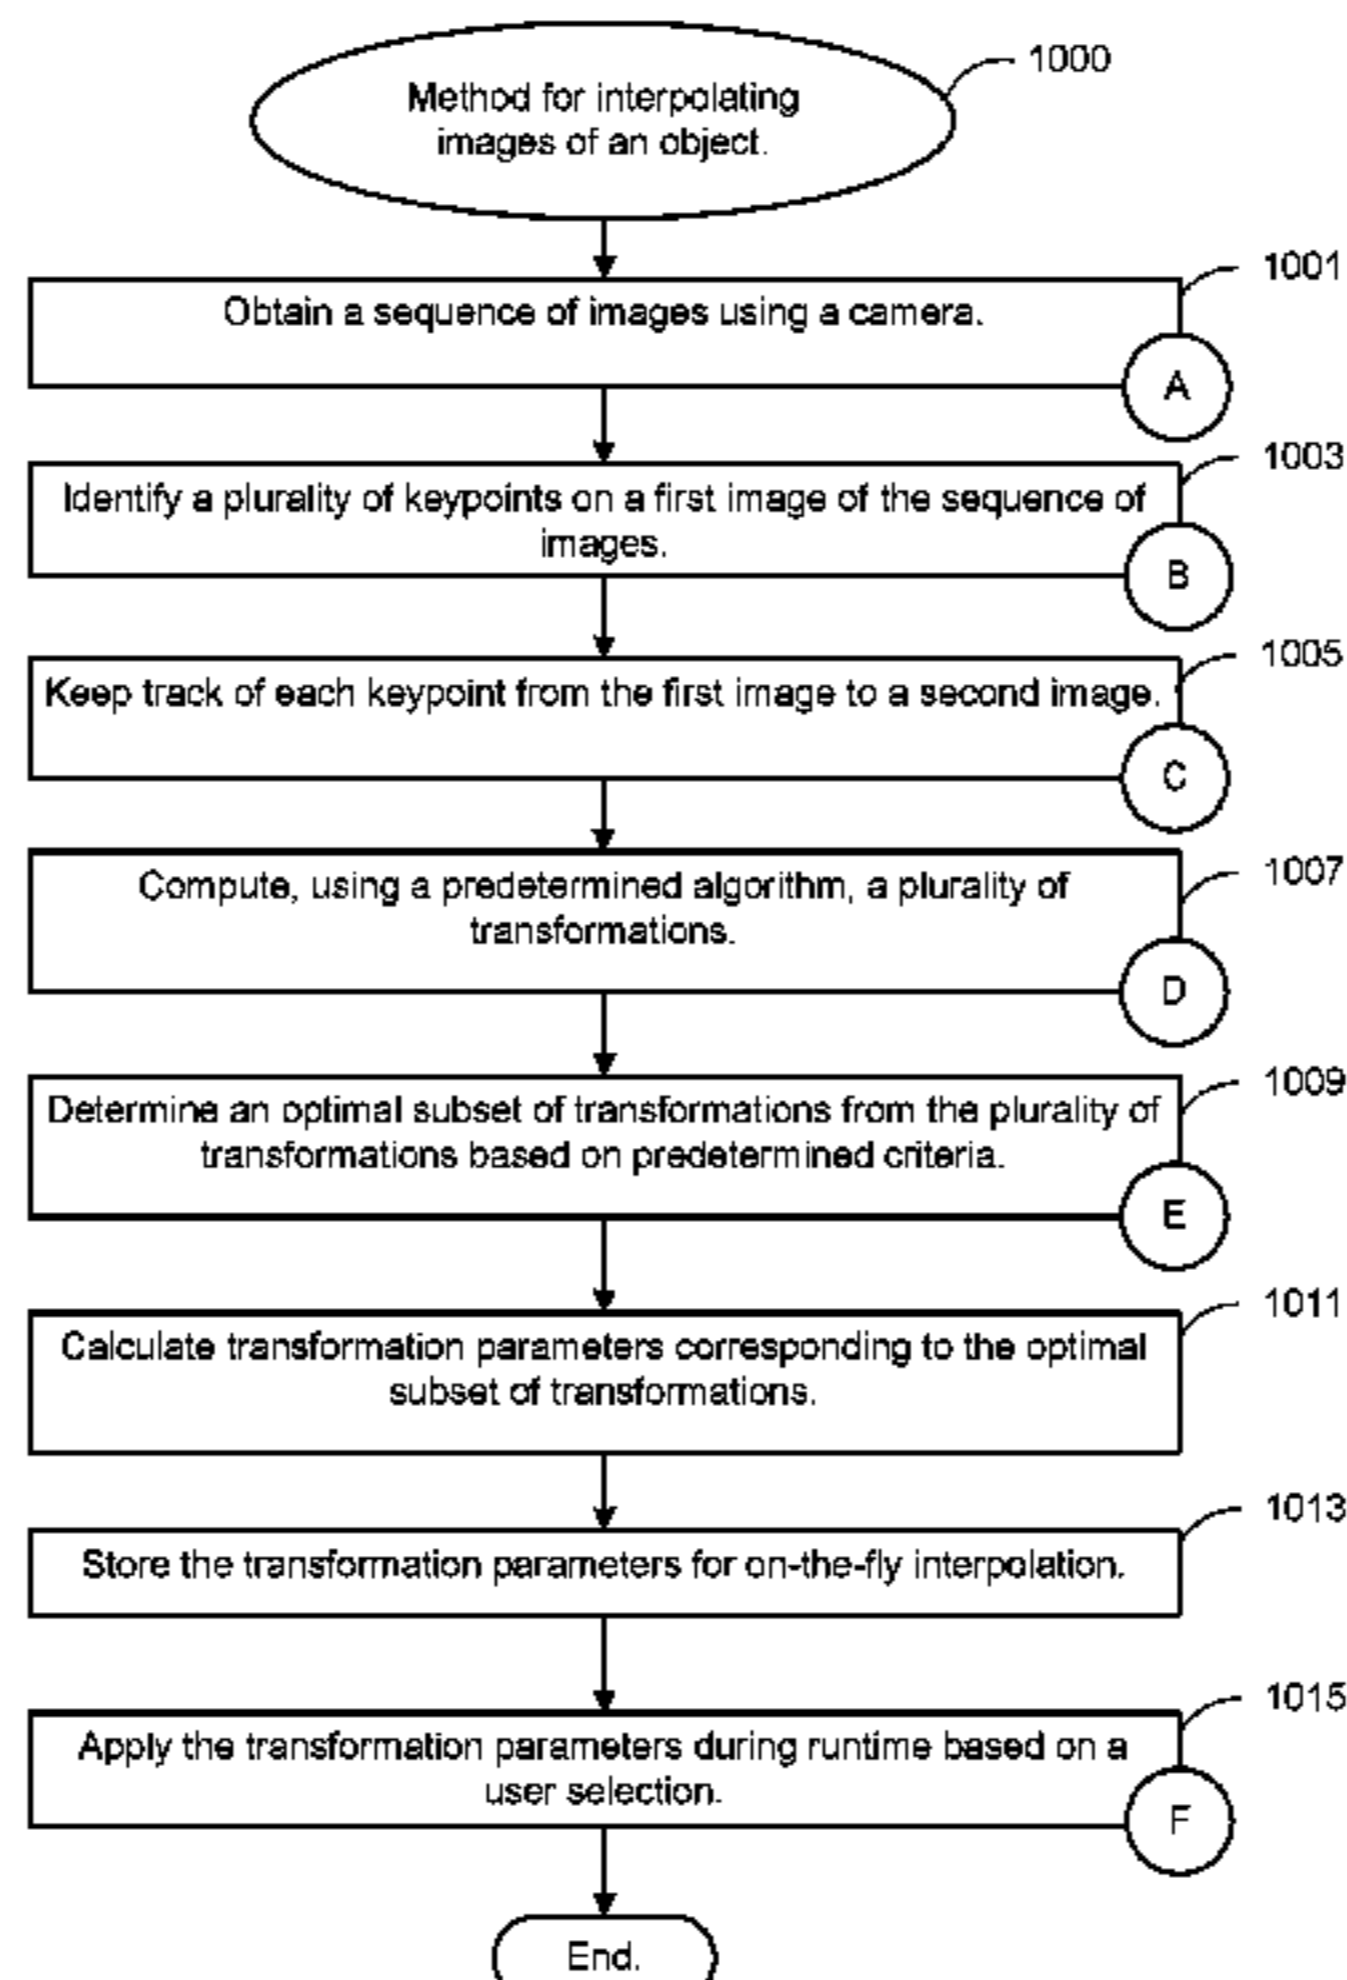 1000
Method for interpolating
images of an object.
1001
Obtain a sequence of images using a camera.
A
1003
Identify a plurality of keypoints on a first image of the sequence of
images.
B
1005
Keep track of each keypoint from the first image to a second image.
C
1007
Compute, using a predetermined algorithm, a plurality of
transformations.
D
1009
Determine an optimal subset of transformations from the plurality of
transformations based on predetermined criteria.
E
1011
Calculate transformation parameters corresponding to the optimal
subset of transformations.
1013
Store the transformation parameters for on-the-fly interpolation.
1015
Apply the transformation parameters during runtime based on a
user selection.
F
End.